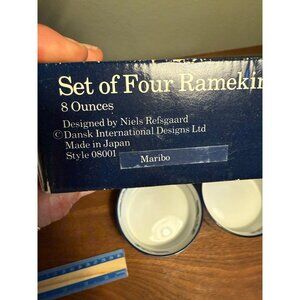 Set of Four Ramekin
8 Ounces
Designed by Niels Refsgaard
© Dansk International Designs Ltd
Made in Japan
Style 08001
Maribo